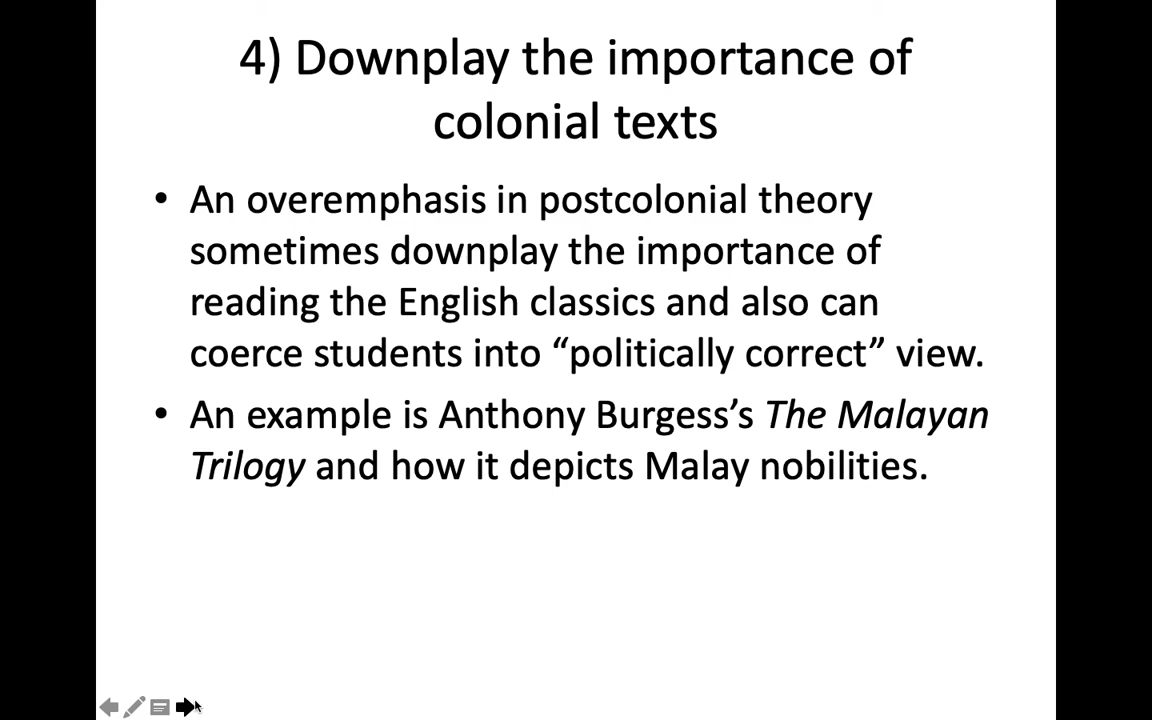 4) Downplay the importance of
colonial texts
• An overemphasis in postcolonial theory
sometimes downplay the importance of
reading the English classics and also can
coerce students into “politically correct” view.
• An example is Anthony Burgess’s The Malayan
Trilogy and how it depicts Malay nobilities.